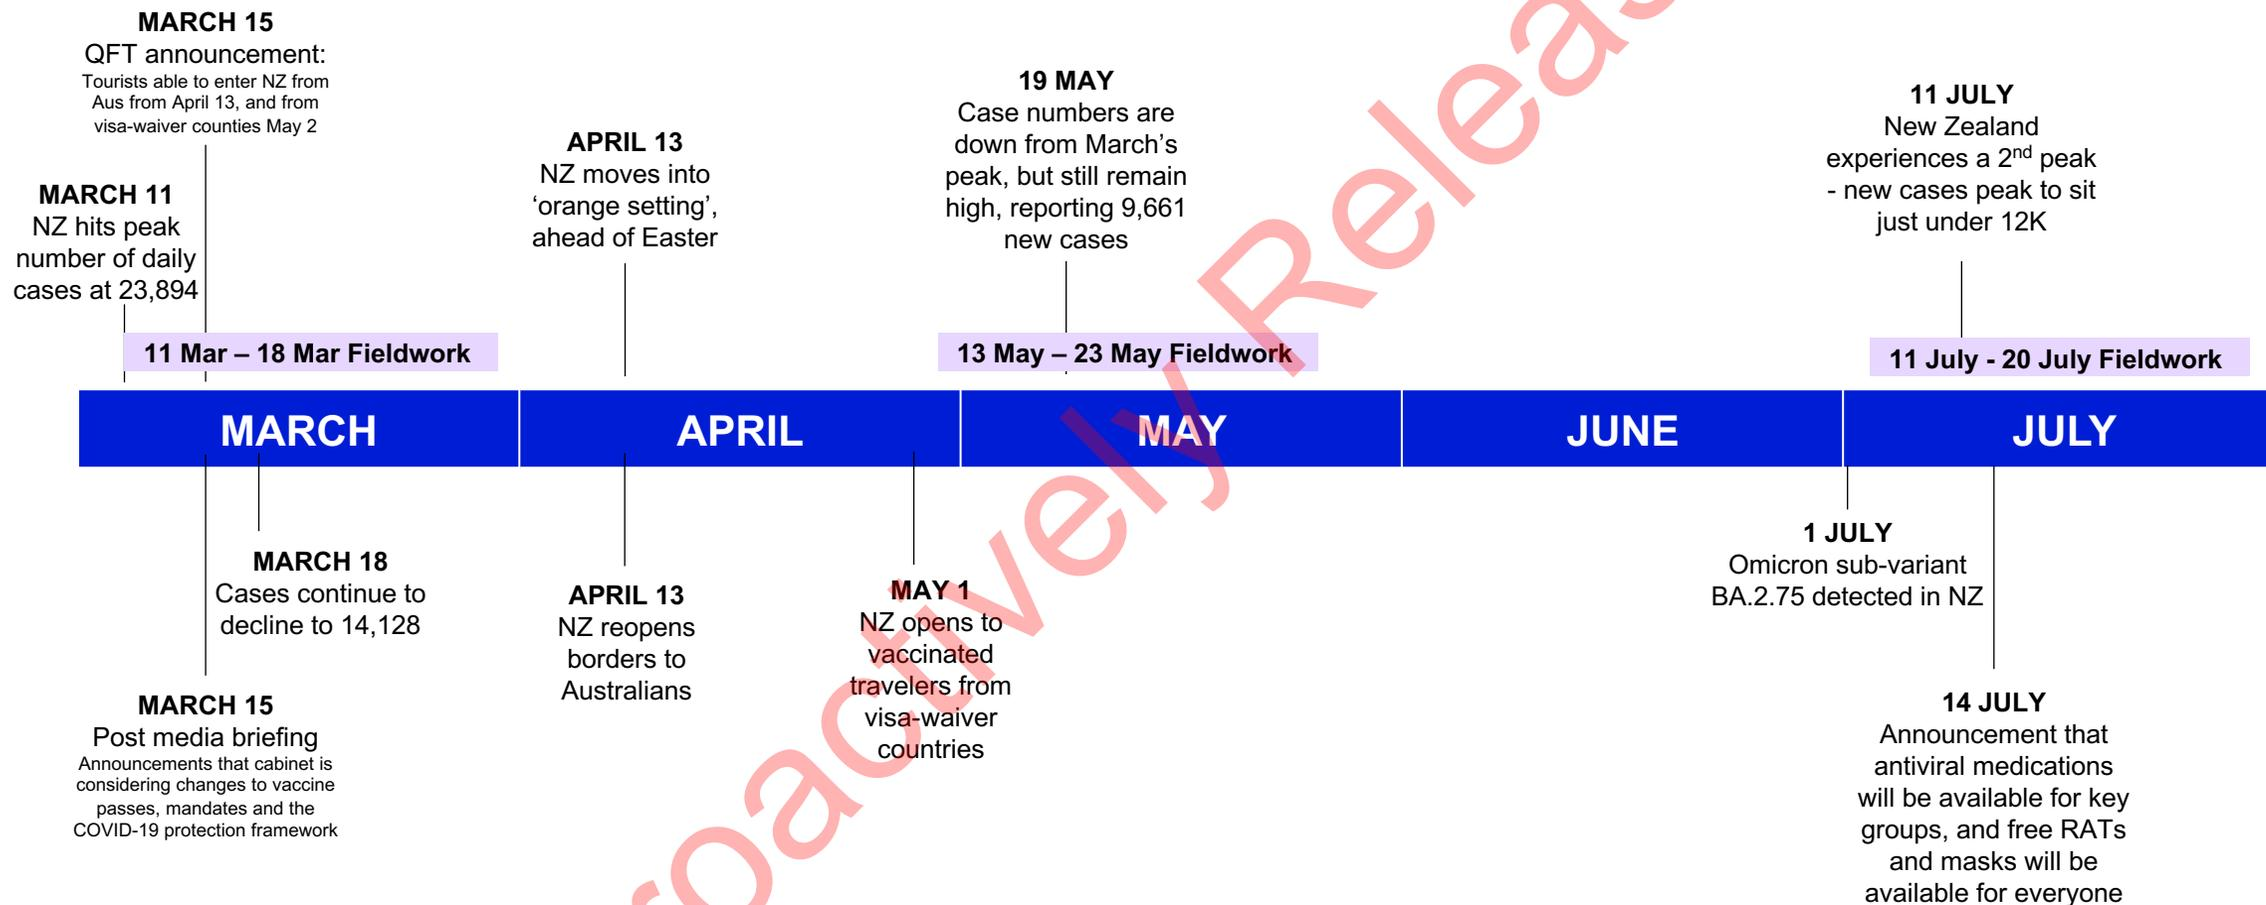 MARCH 15
QFT announcement:
Tourists able to enter NZ from
Aus from April 13, and from
visa-waiver counties May 2
MARCH 11
NZ hits peak
number of daily
cases at 23,894
APRIL 13
NZ moves into
‘orange setting’,
ahead of Easter
19 MAY
Case numbers are
down from March’s
peak, but still remain
high, reporting 9,661
new cases
11 JULY
New Zealand
experiences a 2nd peak
- new cases peak to sit
just under 12K
11 Mar – 18 Mar Fieldwork
13 May – 23 May Fieldwork
11 July - 20 July Fieldwork
MARCH
APRIL
MAY
JUNE
JULY
MARCH 18
Cases continue to
decline to 14,128
MARCH 15
Post media briefing
Announcements that cabinet is
considering changes to vaccine
passes, mandates and the
COVID-19 protection framework
APRIL 13
NZ reopens
borders to
Australians
MAY 1
NZ opens to
vaccinated
travelers from
visa-waiver
countries
1 JULY
Omicron sub-variant
BA.2.75 detected in NZ
14 JULY
Announcement that
antiviral medications
will be available for key
groups, and free RATs
and masks will be
available for everyone
roactively Releas